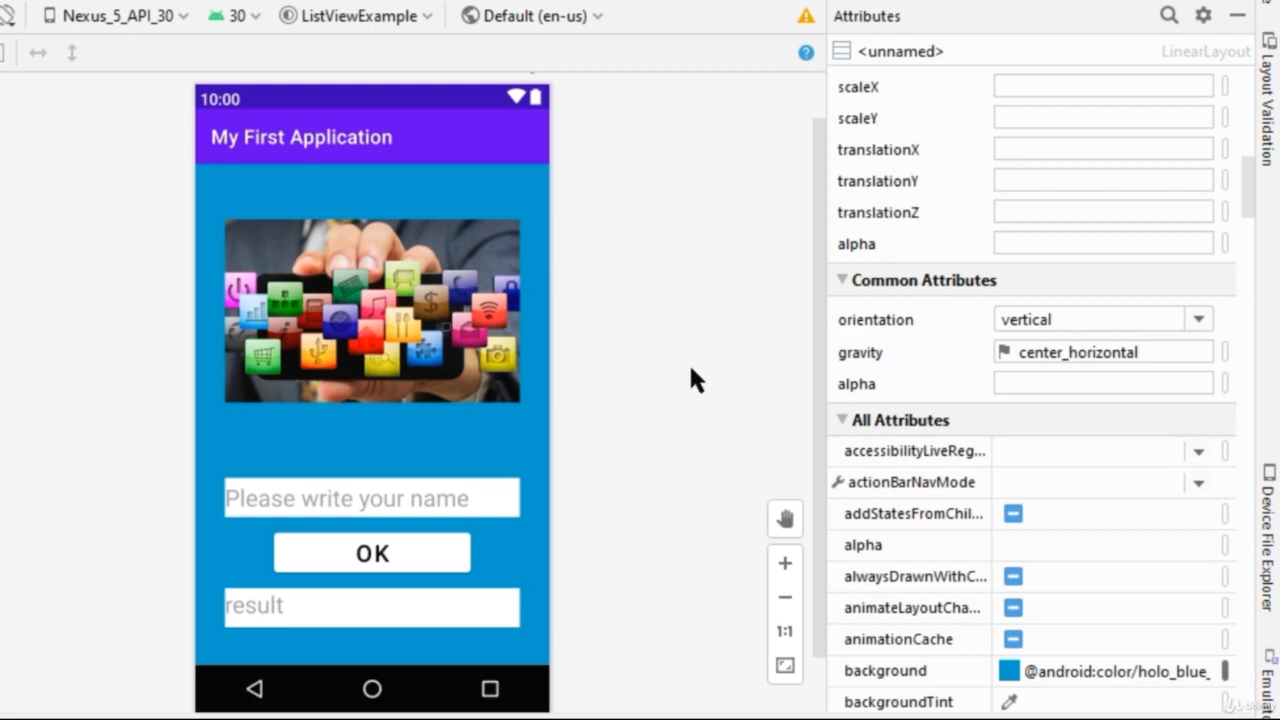 Nexus_5_API_30
30
ListViewExample
Default (en-us)
Attributes
<unnamed>
LinearLayout
10:00
My First Application
Please write your name
OK
result
1:1
scaleX
scaleY
translationX
translationY
translationZ
alpha
Common Attributes
orientation
vertical
gravity
center_horizontal
alpha
All Attributes
accessibilityLiveReg...
actionBarNavMode
addStatesFromChil...
alpha
alwaysDrawnWithC...
animateLayoutCha...
animationCache
background
@android:color/holo_blue_
backgroundTint
Layout Validation
Device File Explorer
Emulat